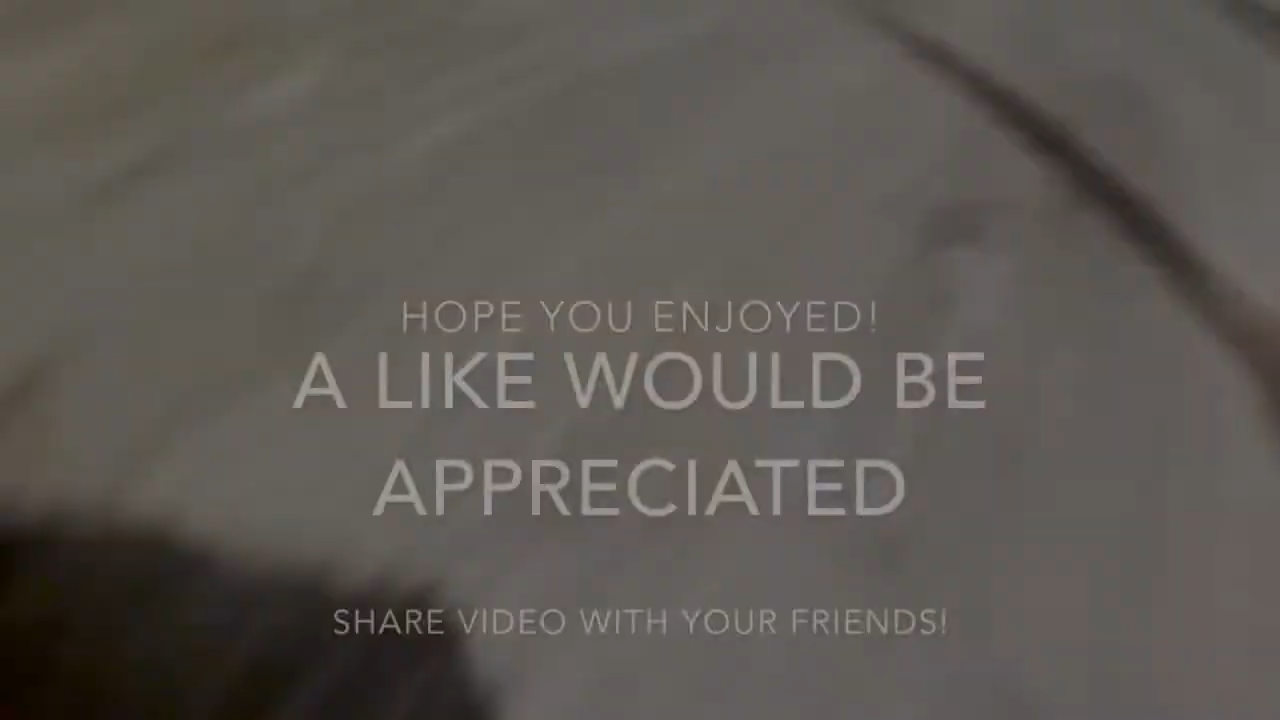 HOPE YOU ENJOYED!
A LIKE WOULD BE
APPRECIATED
SHARE VIDEO WITH YOUR FRIENDS!